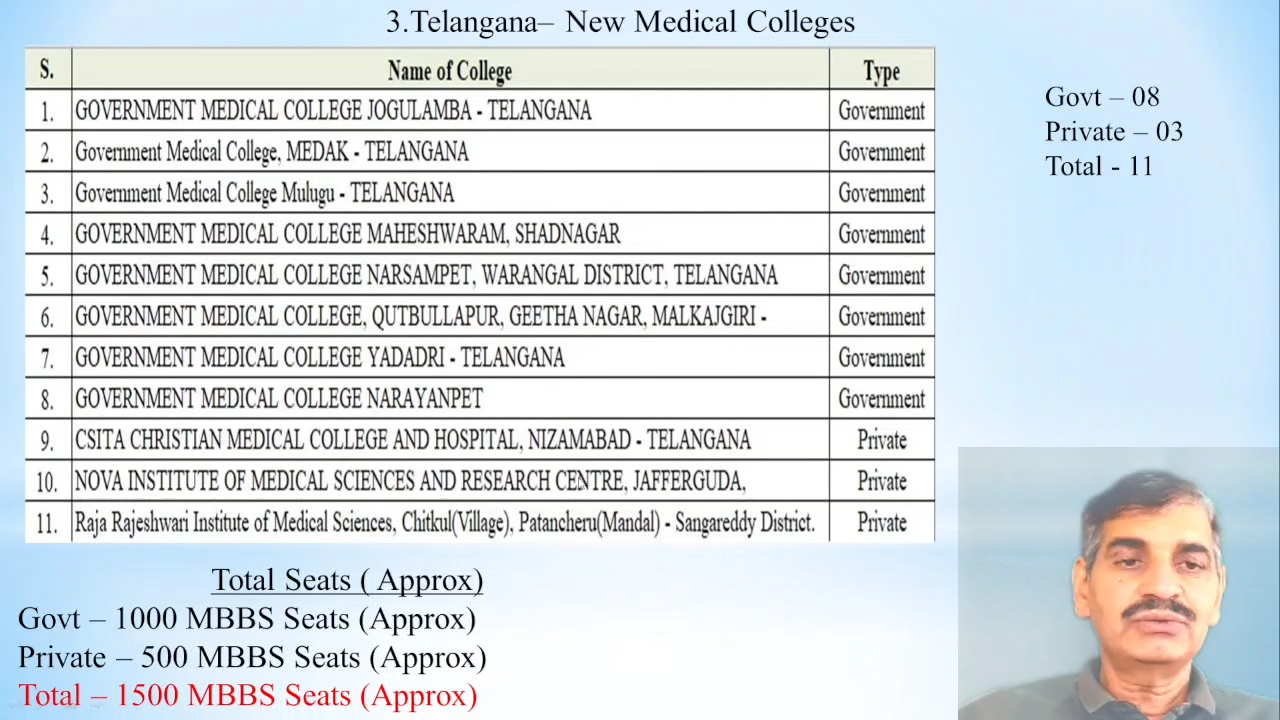 3.Telangana– New Medical Colleges
S. Name of College Type
1. GOVERNMENT MEDICAL COLLEGE JOGULAMBA - TELANGANA Government
2. Government Medical College, MEDAK - TELANGANA Government
3. Government Medical College Mulugu - TELANGANA Government
4. GOVERNMENT MEDICAL COLLEGE MAHESHWARAM, SHADNAGAR Government
5. GOVERNMENT MEDICAL COLLEGE NARSAMPET, WARANGAL DISTRICT, TELANGANA Government
6. GOVERNMENT MEDICAL COLLEGE, QUTBULLAPUR, GEETHA NAGAR, MALKAJGIRI - Government
7. GOVERNMENT MEDICAL COLLEGE YADADRI - TELANGANA Government
8. GOVERNMENT MEDICAL COLLEGE NARAYANPET Government
9. CSITA CHRISTIAN MEDICAL COLLEGE AND HOSPITAL, NIZAMABAD - TELANGANA Private
10. NOVA INSTITUTE OF MEDICAL SCIENCES AND RESEARCH CENTRE, JAFFERGUDA, Private
11. Raja Rajeshwari Institute of Medical Sciences, Chitkul(Village), Patancheru(Mandal) - Sangareddy District. Private
Govt – 08
Private – 03
Total - 11
Total Seats ( Approx)
Govt – 1000 MBBS Seats (Approx)
Private – 500 MBBS Seats (Approx)
Total – 1500 MBBS Seats (Approx)